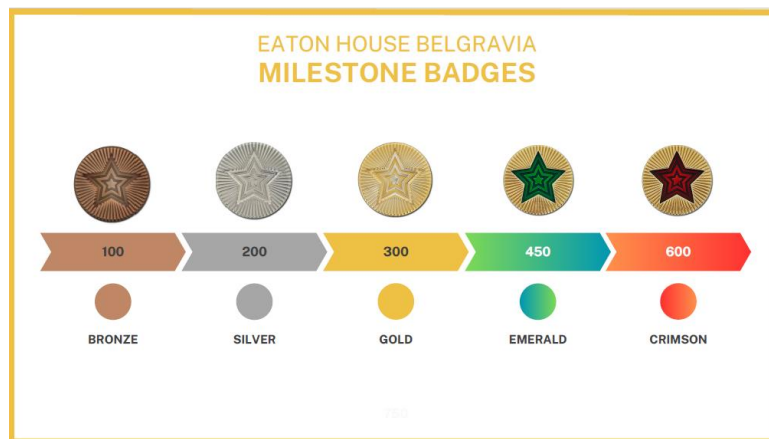 EATON HOUSE BELGRAVIA
MILESTONE BADGES
100 200 300 450 600
BRONZE SILVER GOLD EMERALD CRIMSON